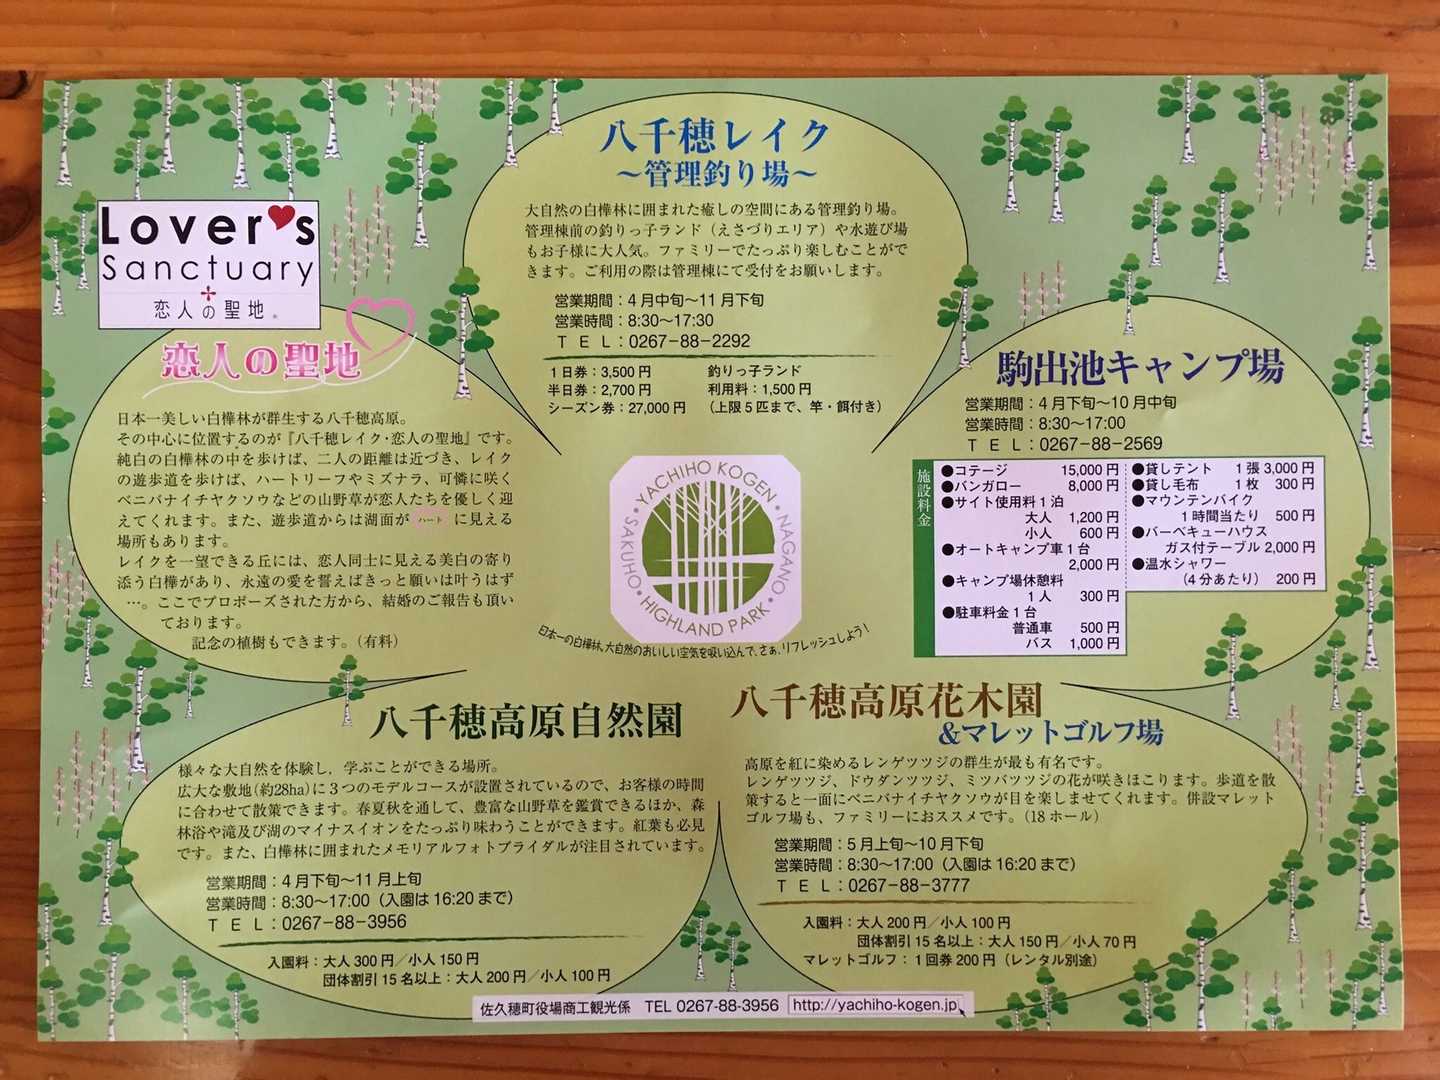 八千穂レイク
～管理釣り場～
大自然の白樺林に囲まれた癒しの空間にある管理釣り場。
管理棟前の釣りっ子ランド（えさづりエリア）や水遊び場
もお子様に大人気。ファミリーでたっぷり楽しむことがで
きます。ご利用の際は管理棟にて受付をお願いします。
営業期間：4月中旬～11月下旬
営業時間：8:30～17:30
ＴＥＬ：0267-88-2292
1日券：3,500円
半日券：2,700円
シーズン券：27,000円
釣りっ子ランド
利用料：1,500円
（上限5匹まで、竿・餌付き）
Lover's
Sanctuary
恋人の聖地®
恋人の聖地
日本一美しい白樺林が群生する八千穂高原。
その中心に位置するのが『八千穂レイク・恋人の聖地』です。
純白の白樺林の中を歩けば、二人の距離は近づき、レイク
の遊歩道を歩けば、ハートリーフやミズナラ、可憐に咲く
ベニバナイチヤクソウなどの山野草が恋人たちを優しく迎
えてくれます。また、遊歩道からは湖面がハートに見える
場所もあります。
レイクを一望できる丘には、恋人同士に見える美白の寄り
添う白樺があり、永遠の愛を誓えばきっと願いは叶うはず
…。ここでプロポーズされた方から、結婚のご報告も頂い
ております。
記念の植樹もできます。（有料）
駒出池キャンプ場
営業期間：4月下旬～10月中旬
営業時間：8:30～17:00
ＴＥＬ：0267-88-2569
施設料金
●コテージ 15,000円
●バンガロー 8,000円
●サイト使用料1泊
大人 1,200円
小人 600円
●オートキャンプ車1台
2,000円
●キャンプ場休憩料
1人 300円
●駐車料金1台
普通車 500円
バス 1,000円
●貸しテント 1張 3,000円
●貸し毛布 1枚 300円
●マウンテンバイク
1時間当たり 500円
●バーベキューハウス
ガス付テーブル 2,000円
●温水シャワー
（4分あたり） 200円
YACHIHO KOGEN・NAGANO・HIGHLAND PARK・SAKUHO・
日本一の白樺林、大自然のおいしい空気を吸い込んで、さぁ、リフレッシュしよう！
八千穂高原自然園
様々な大自然を体験し、学ぶことができる場所。
広大な敷地（約28ha）に3つのモデルコースが設置されているので、お客様の時間
に合わせて散策できます。春夏秋を通して、豊富な山野草を鑑賞できるほか、森
林浴や滝及び湖のマイナスイオンをたっぷり味わうことができます。紅葉も必見
です。また、白樺林に囲まれたメモリアルフォトブライダルが注目されています。
営業期間：4月下旬～11月上旬
営業時間：8:30～17:00（入園は16:20まで）
ＴＥＬ：0267-88-3956
入園料：大人300円／小人150円
団体割引15名以上：大人200円／小人100円
八千穂高原花木園
&マレットゴルフ場
高原を紅に染めるレンゲツツジの群生が最も有名です。
レンゲツツジ、ドウダンツツジ、ミツバツツジの花が咲きほこります。歩道を散
策すると一面にベニバナイチヤクソウが目を楽しませてくれます。併設マレット
ゴルフ場も、ファミリーにおススメです。（18ホール）
営業期間：5月上旬～10月下旬
営業時間：8:30～17:00（入園は16:20まで）
ＴＥＬ：0267-88-3777
入園料：大人200円／小人100円
団体割引15名以上：大人150円／小人70円
マレットゴルフ：1回券200円（レンタル別途）
佐久穂町役場商工観光係 TEL 0267-88-3956 http://yachiho-kogen.jp